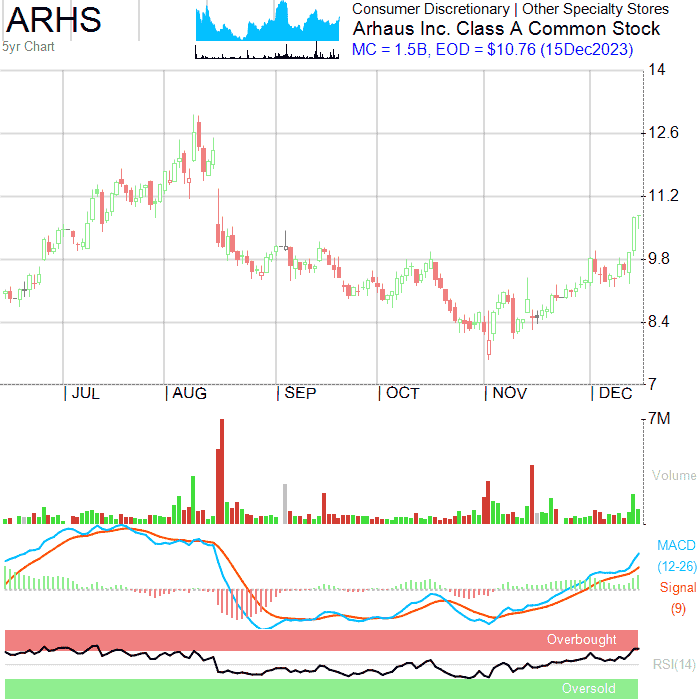 ARHS
5yr Chart
Consumer Discretionary | Other Specialty Stores
Arhaus Inc. Class A Common Stock
MC = 1.5B, EOD = $10.76 (15Dec2023)
14
12.6
11.2
9.8
8.4
7
JUL
AUG
SEP
OCT
NOV
DEC
7M
Volume
MACD
(12-26)
Signal
(9)
Overbought
RSI(14)
Oversold